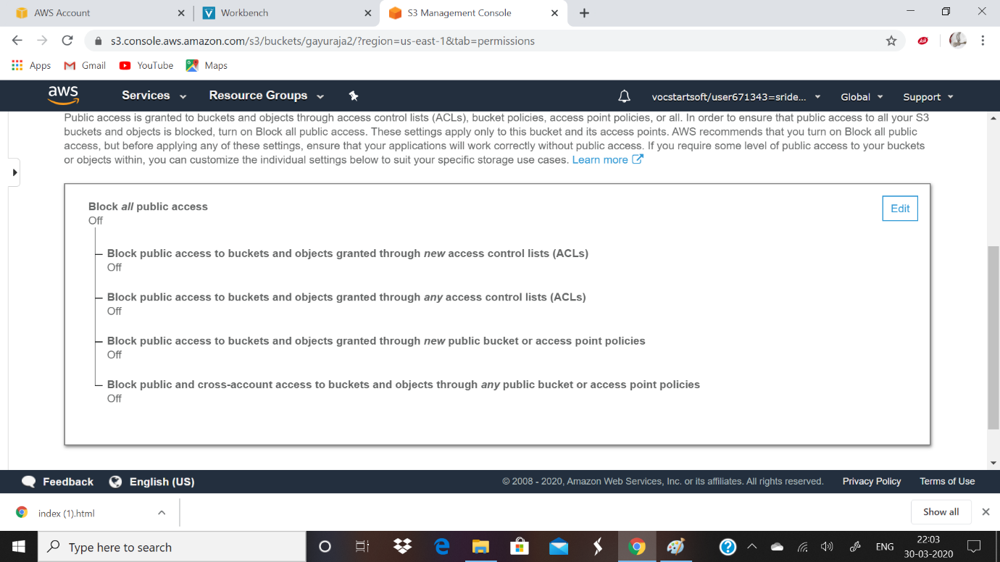 AWS Account
Workbench
S3 Management Console
s3.console.aws.amazon.com/s3/buckets/gayuraja2/?region=us-east-1&tab=permissions
Apps
Gmail
YouTube
Maps
aws
Services
Resource Groups
vocstartsoft/user671343=sride...
Global
Support
Public access is granted to buckets and objects through access control lists (ACLs), bucket policies, access point policies, or all. In order to ensure that public access to all your S3
buckets and objects is blocked, turn on Block all public access. These settings apply only to this bucket and its access points. AWS recommends that you turn on Block all public
access, but before applying any of these settings, ensure that your applications will work correctly without public access. If you require some level of public access to your buckets
or objects within, you can customize the individual settings below to suit your specific storage use cases. Learn more
Block all public access
Edit
Off
Block public access to buckets and objects granted through new access control lists (ACLs)
Off
Block public access to buckets and objects granted through any access control lists (ACLs)
Off
Block public access to buckets and objects granted through new public bucket or access point policies
Off
Block public and cross-account access to buckets and objects through any public bucket or access point policies
Off
Feedback
English (US)
© 2008 - 2020, Amazon Web Services, Inc. or its affiliates. All rights reserved.
Privacy Policy
Terms of Use
index (1).html
Show all
Type here to search
ENG
22:03
30-03-2020